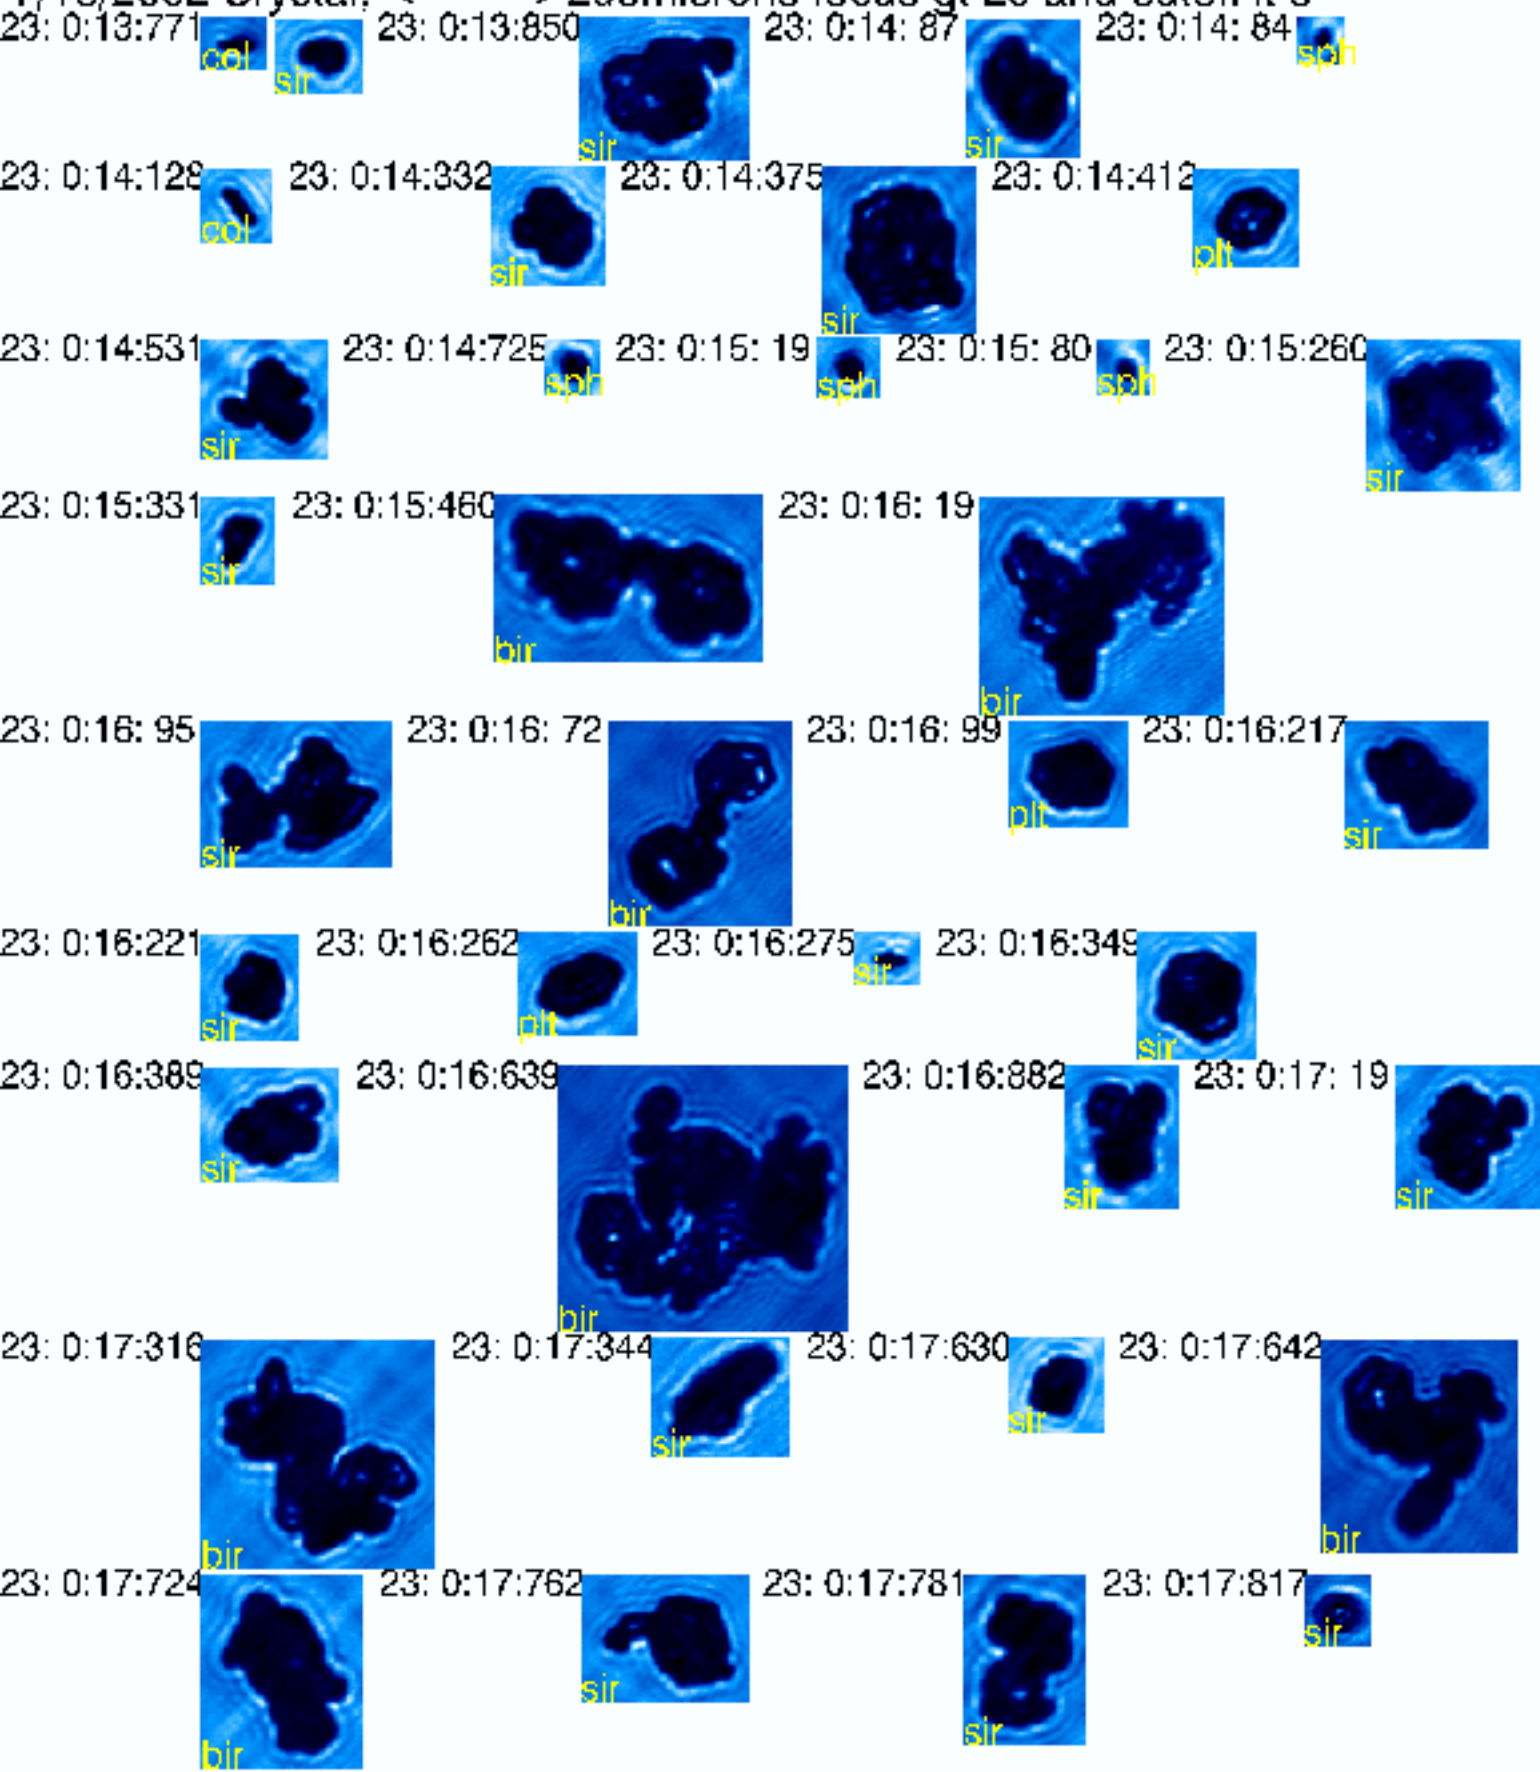 23: 0:13:771 col sir 23: 0:13:850 sir 23: 0:14: 87 sir 23: 0:14: 84 sph
23: 0:14:128 col 23: 0:14:332 sir 23: 0:14:375 sir 23: 0:14:412 plt
23: 0:14:531 sir 23: 0:14:725 sph 23: 0:15: 19 sph 23: 0:15: 80 sph 23: 0:15:260 sir
23: 0:15:331 sir 23: 0:15:460 bir 23: 0:16: 19 bir
23: 0:16: 95 sir 23: 0:16: 72 bir 23: 0:16: 99 plt 23: 0:16:217 sir
23: 0:16:221 sir 23: 0:16:262 plt 23: 0:16:275 sir 23: 0:16:349 sir
23: 0:16:389 sir 23: 0:16:639 bir 23: 0:16:882 sir 23: 0:17: 19 sir
23: 0:17:316 bir 23: 0:17:344 sir 23: 0:17:630 sir 23: 0:17:642 bir
23: 0:17:724 bir 23: 0:17:762 sir 23: 0:17:781 sir 23: 0:17:817 sir